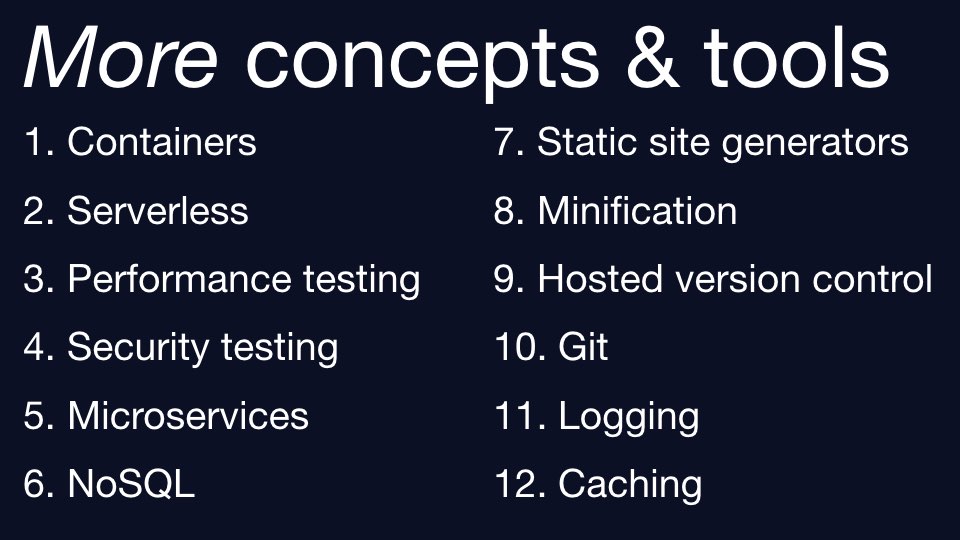 More concepts & tools
1. Containers
2. Serverless
3. Performance testing
4. Security testing
5. Microservices
6. NoSQL
7. Static site generators
8. Minification
9. Hosted version control
10. Git
11. Logging
12. Caching